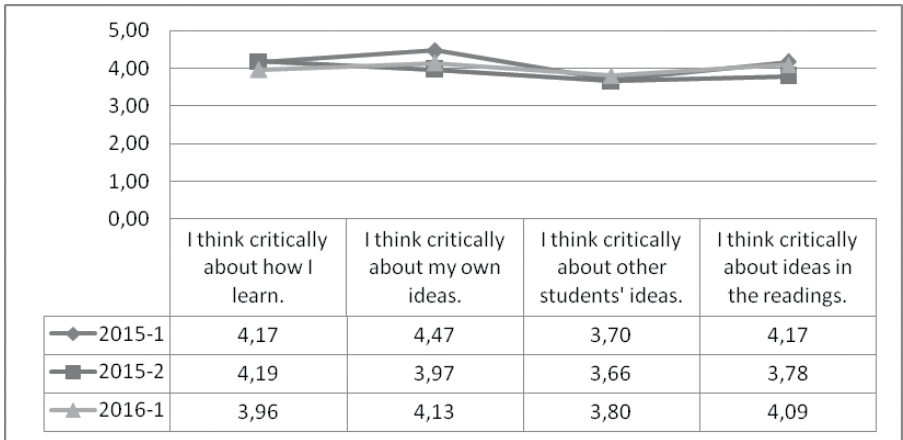 5,00
4,00
3,00
2,00
1,00
0,00
I think critically about how I learn.
I think critically about my own ideas.
I think critically about other students' ideas.
I think critically about ideas in the readings.
2015-1 4,17 4,47 3,70 4,17
2015-2 4,19 3,97 3,66 3,78
2016-1 3,96 4,13 3,80 4,09